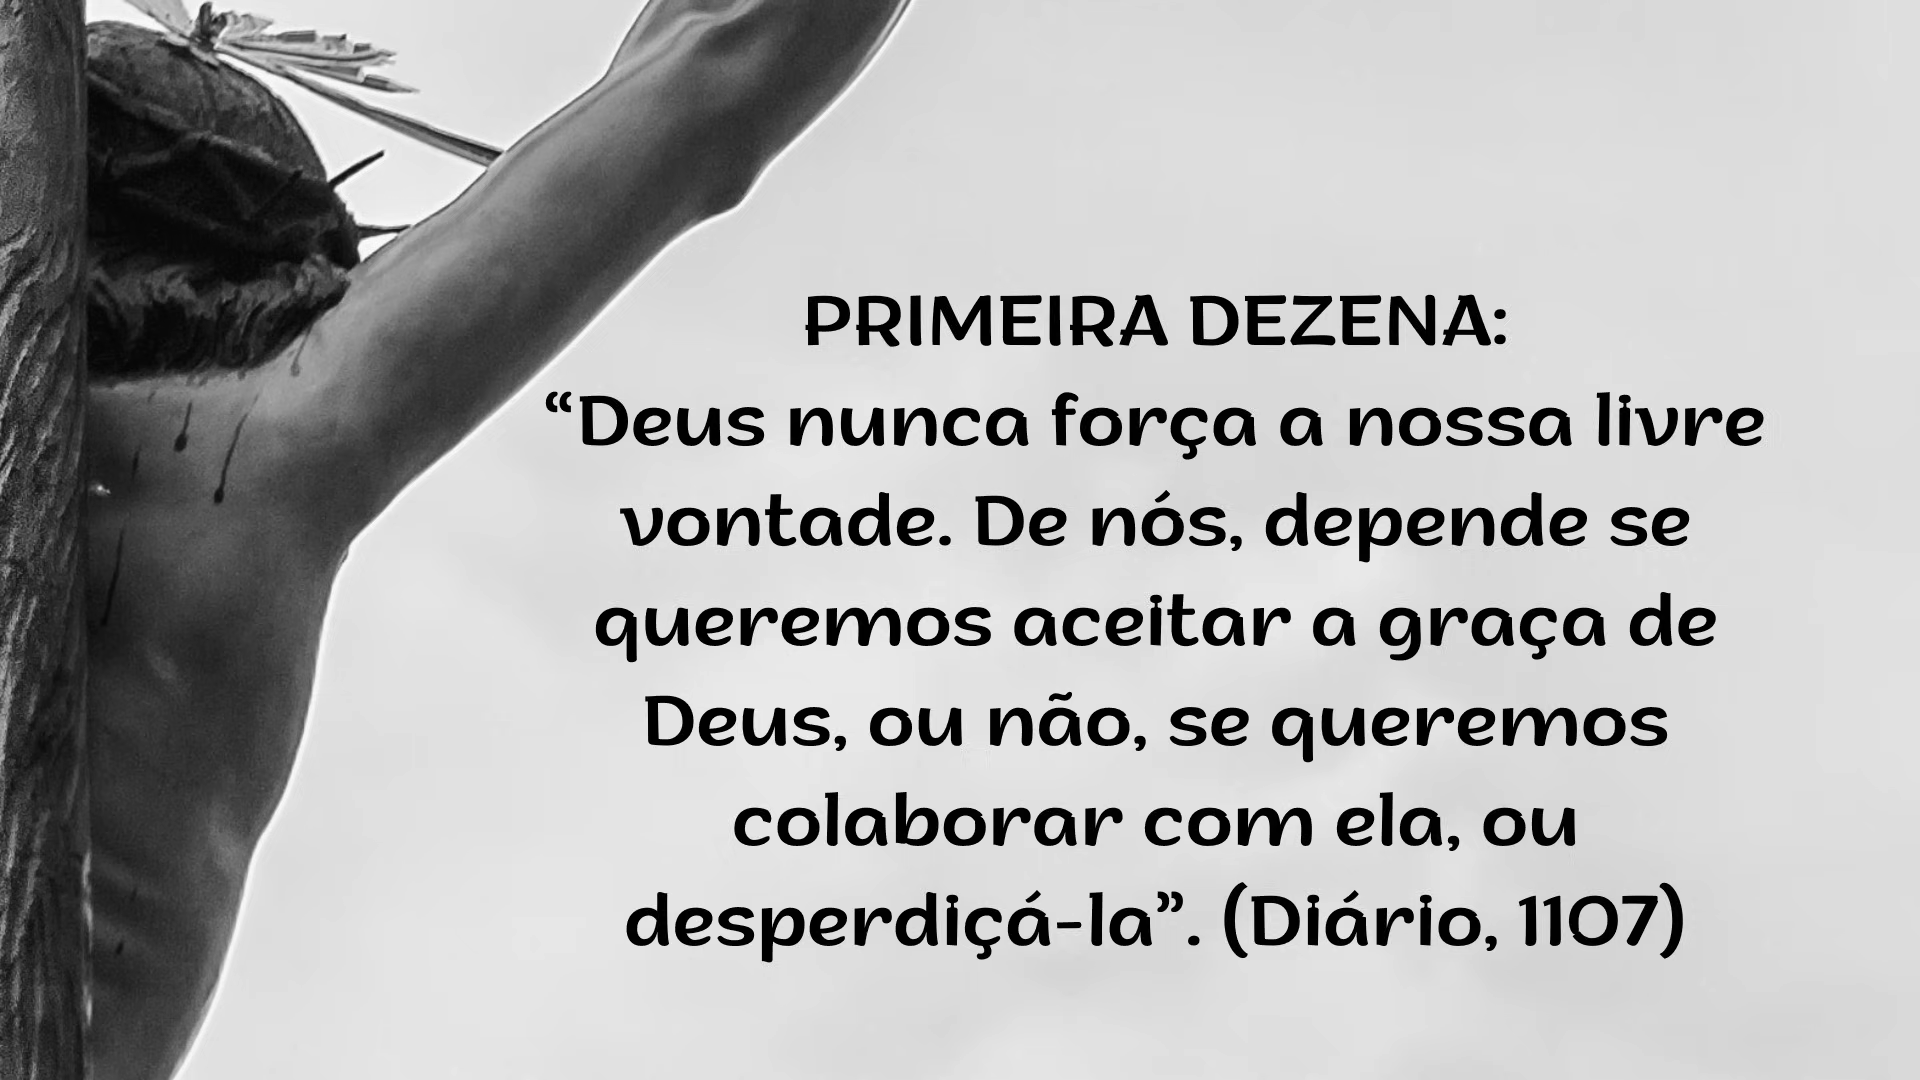 PRIMEIRA DEZENA:
“Deus nunca força a nossa livre
vontade. De nós, depende se
queremos aceitar a graça de
Deus, ou não, se queremos
colaborar com ela, ou
desperdiçá-la”. (Diário, 1107)